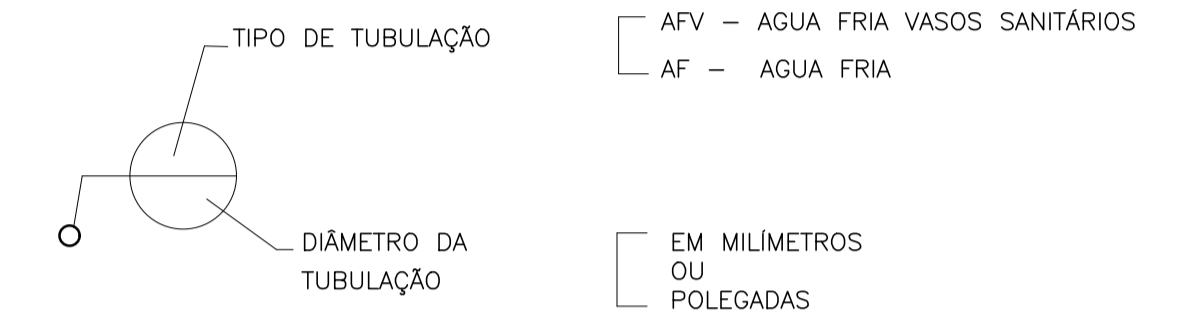 TIPO DE TUBULAÇÃO
AFV – AGUA FRIA VASOS SANITÁRIOS
AF – AGUA FRIA
DIÂMETRO DA
TUBULAÇÃO
EM MILÍMETROS
OU
POLEGADAS